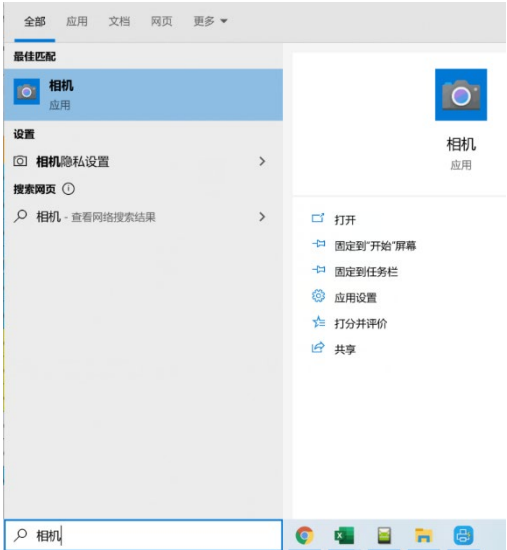 全部 应用 文档 网页 更多
最佳匹配
相机
应用
设置
相机隐私设置
搜索网页
相机 - 查看网络搜索结果
相机
应用
打开
固定到"开始"屏幕
固定到任务栏
应用设置
打分并评价
共享
相机